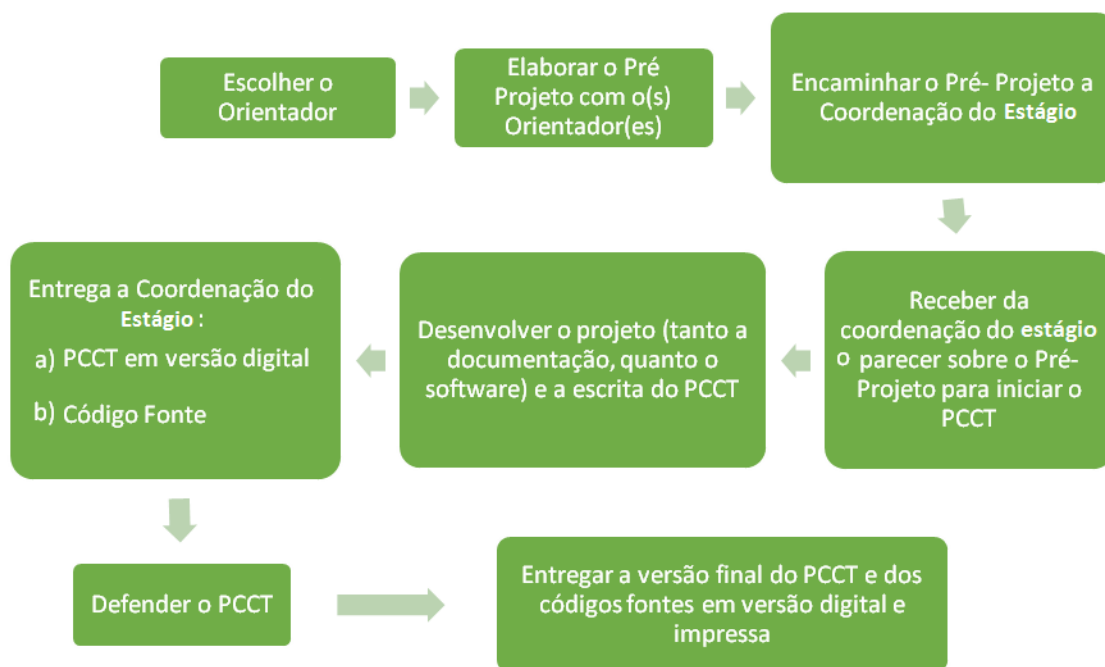 Escolher o
Orientador
Elaborar o Pré
Projeto com o(s)
Orientador(es)
Encaminhar o Pré- Projeto a
Coordenação do Estágio
Receber da
coordenação do estágio
o parecer sobre o Pré-
Projeto para iniciar o
PCCT
Desenvolver o projeto (tanto a
documentação, quanto o
software) e a escrita do PCCT
Entrega a Coordenação do
Estágio :
a) PCCT em versão digital
b) Código Fonte
Defender o PCCT
Entregar a versão final do PCCT e dos
códigos fontes em versão digital e
impressa